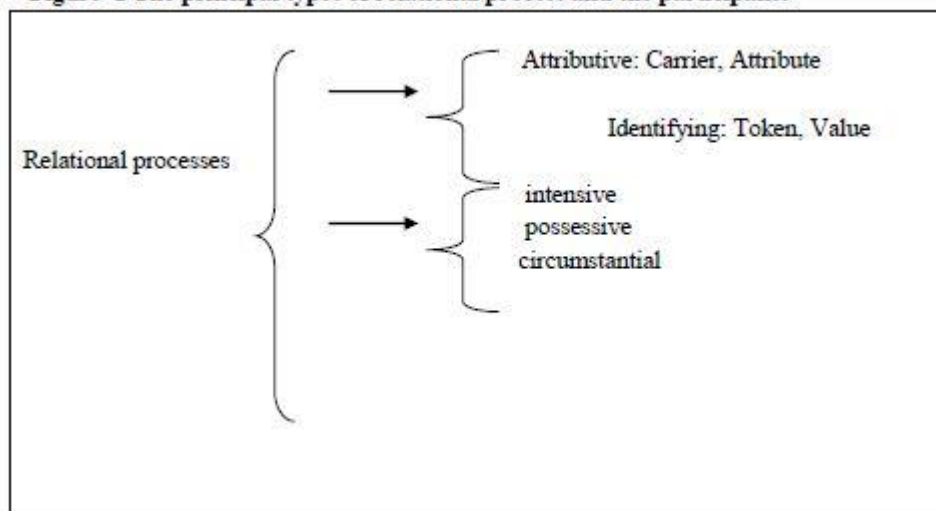 Attributive: Carrier, Attribute
Identifying: Token, Value
Relational processes
intensive
possessive
circumstantial